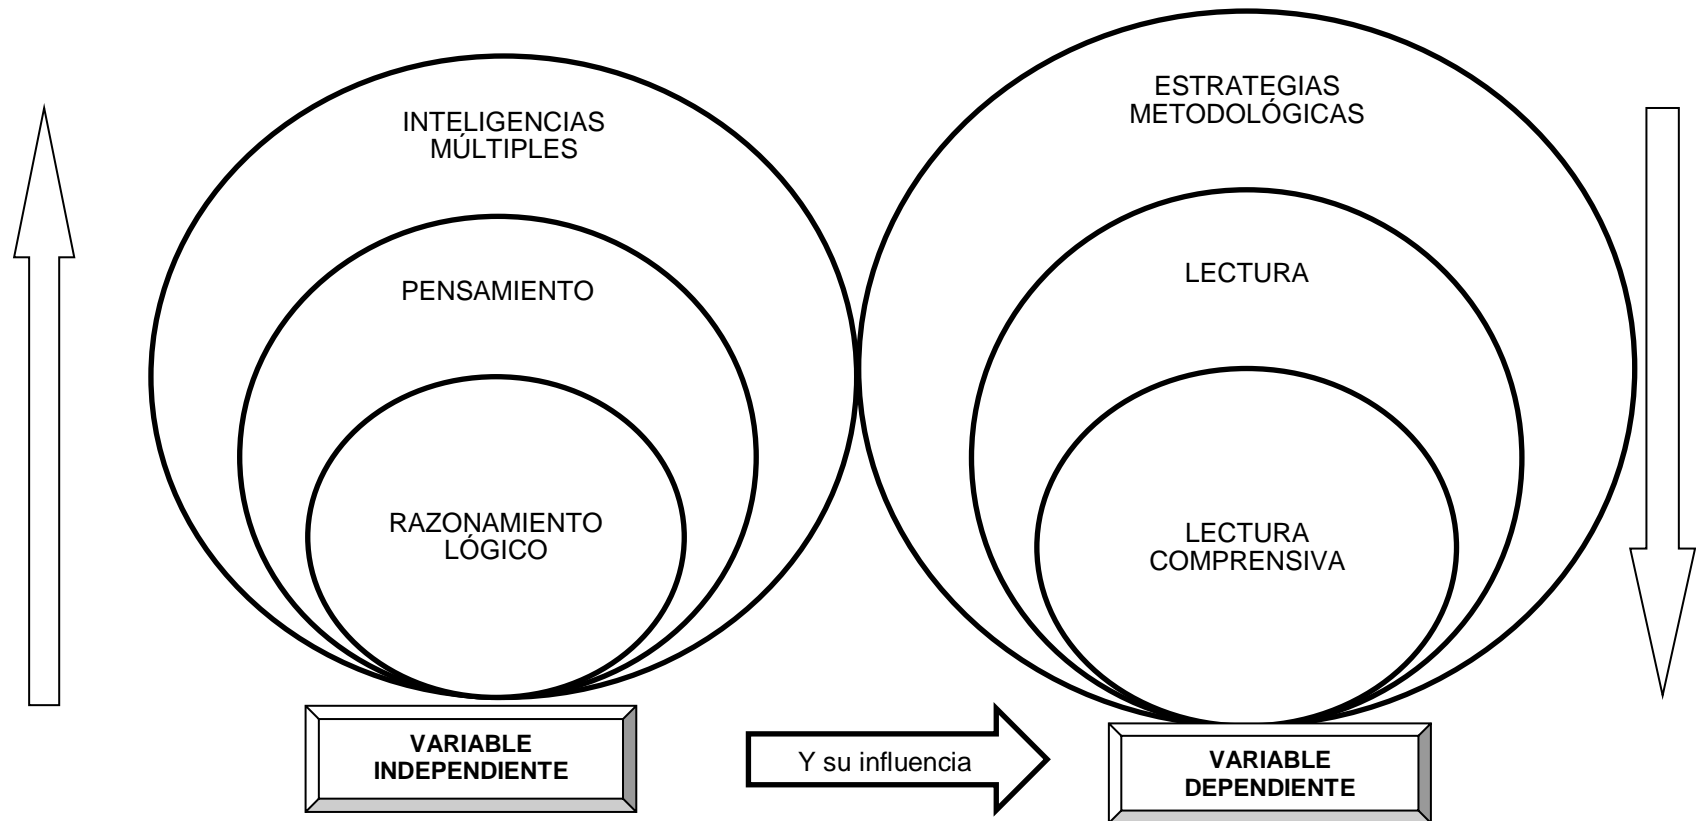 INTELIGENCIAS
MÚLTIPLES
PENSAMIENTO
RAZONAMIENTO
LÓGICO
VARIABLE
INDEPENDIENTE
Y su influencia
ESTRATEGIAS
METODOLÓGICAS
LECTURA
LECTURA
COMPRENSIVA
VARIABLE
DEPENDIENTE